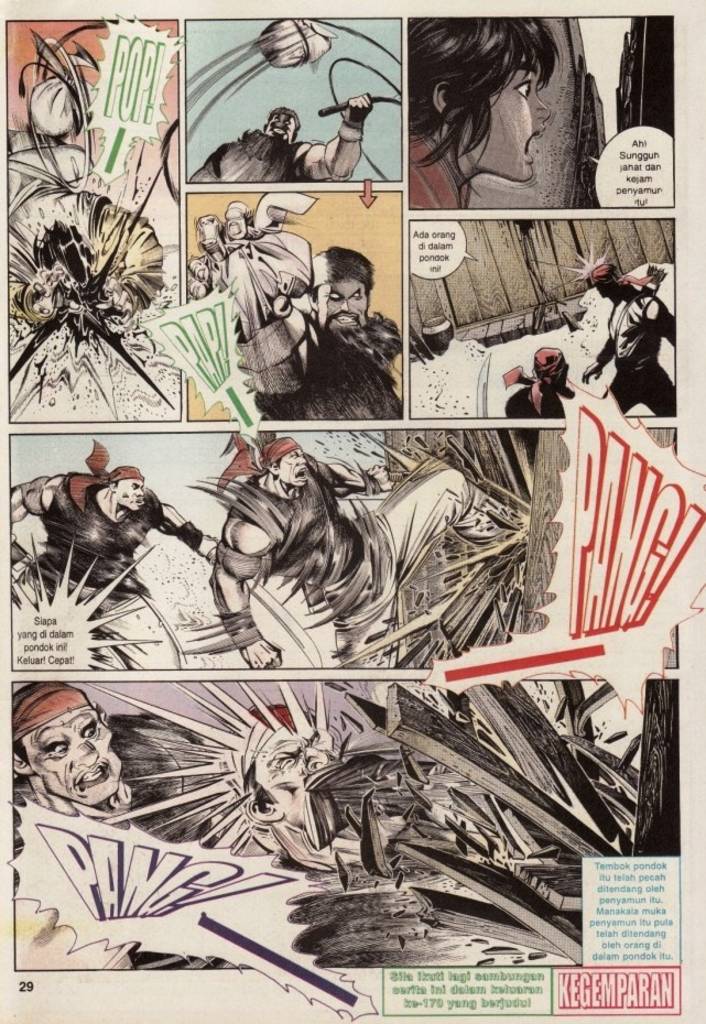 POP!
Ah!
Sungguh
jahat dan
kejam
penyamun
itu!
PAP!
Ada orang
di dalam
pondok
ini!
PANG!
Siapa
yang di dalam
pondok ini!
Keluar! Cepat!
PANG!
Tembok pondok
itu telah pecah
ditendang oleh
penyamun itu.
Manakala muka
penyamun itu pula
telah ditendang
oleh orang di
dalam pondok itu.
29
Sila ikuti lagi sambungan
cerita ini dalam keluaran
ke-170 yang berjudul
KEGEMPARAN